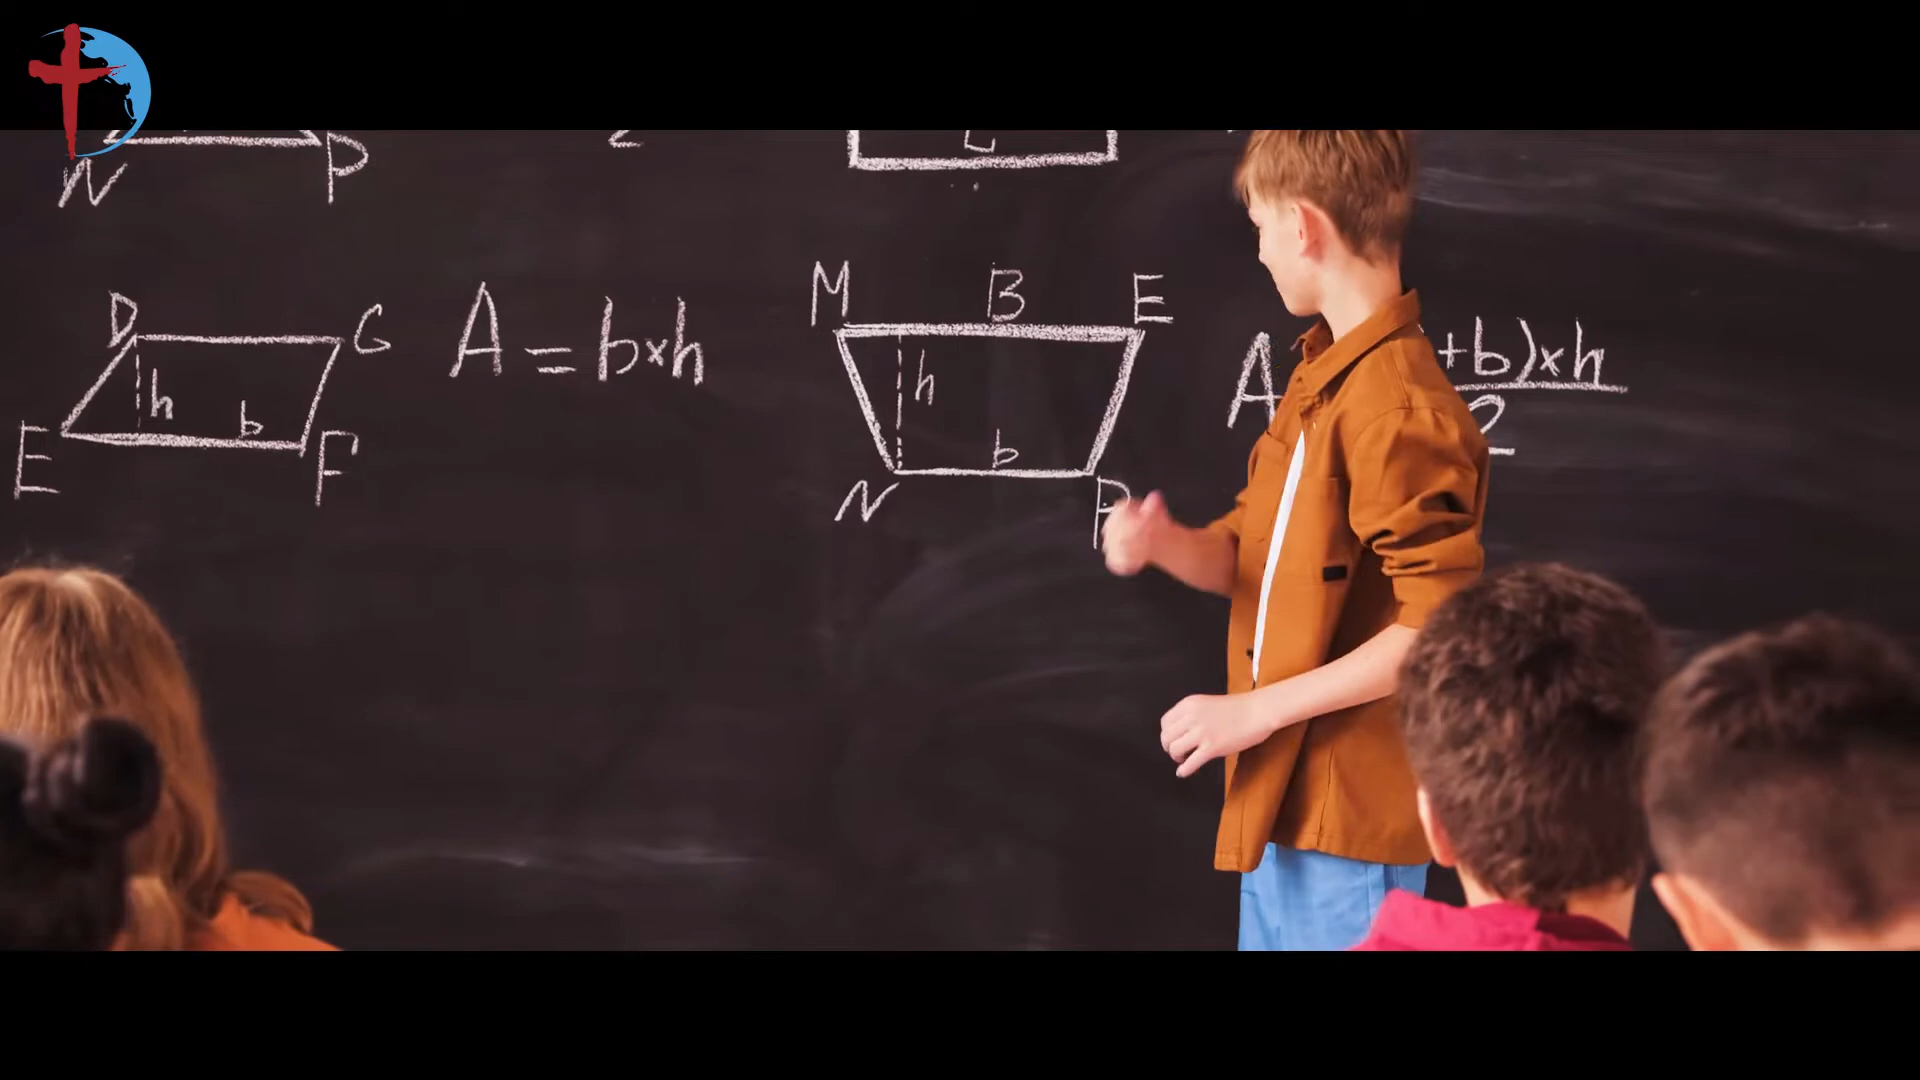 N P
M B E
D G A = b×h h A +b)×h
h b b 2
E F N P